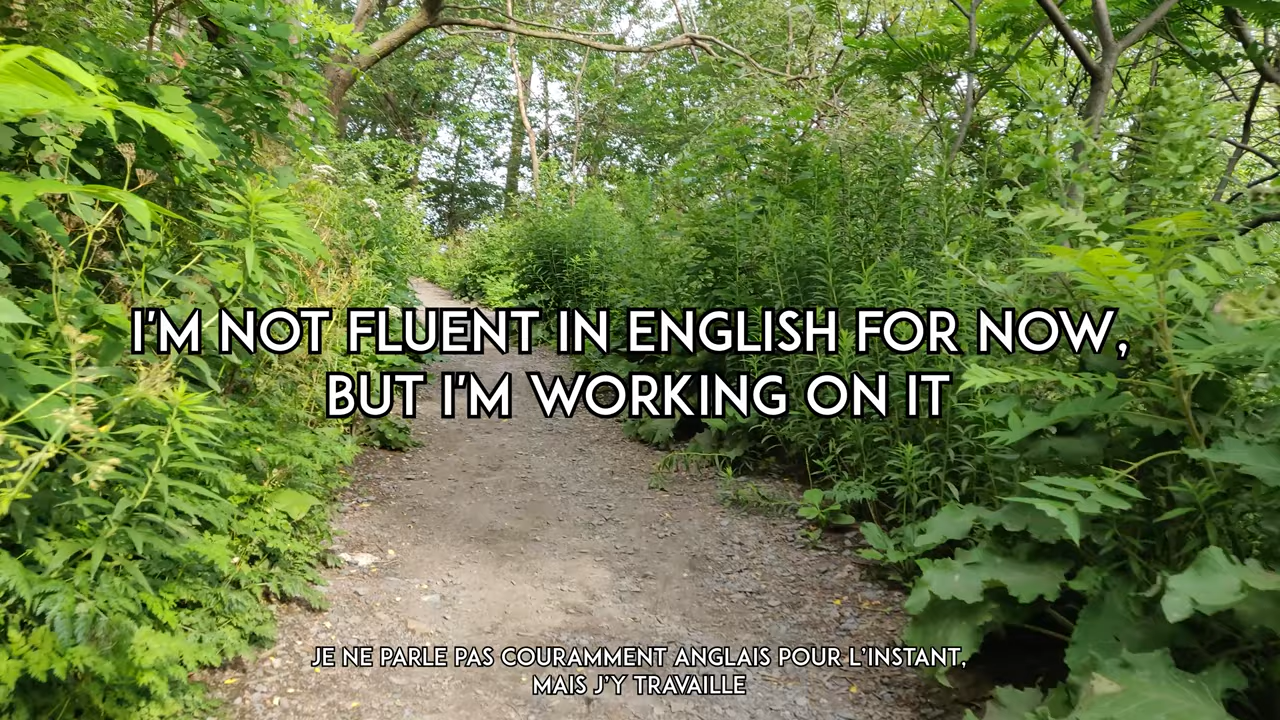 I'M NOT FLUENT IN ENGLISH FOR NOW,
BUT I'M WORKING ON IT
JE NE PARLE PAS COURAMMENT ANGLAIS POUR L'INSTANT,
MAIS J'Y TRAVAILLE